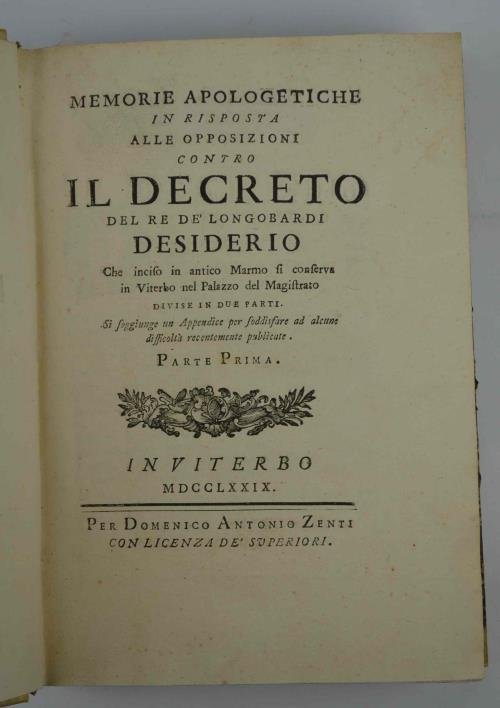 MEMORIE APOLOGETICHE
IN RISPOSTA
ALLE OPPOSIZIONI
CONTRO
IL DECRETO
DEL RE DE' LONGOBARDI
DESIDERIO
Che inciſo in antico Marmo ſi conſerva
in Viterbo nel Palazzo del Magiſtrato
DIVISE IN DUE PARTI.
Si ſoggiunge un Appendice per ſoddisfare ad alcune
difficoltà recentemente publicate.
PARTE PRIMA.
IN VITERBO
MDCCLXXIX.
PER DOMENICO ANTONIO ZENTI
CON LICENZA DE' SVPERIORI.